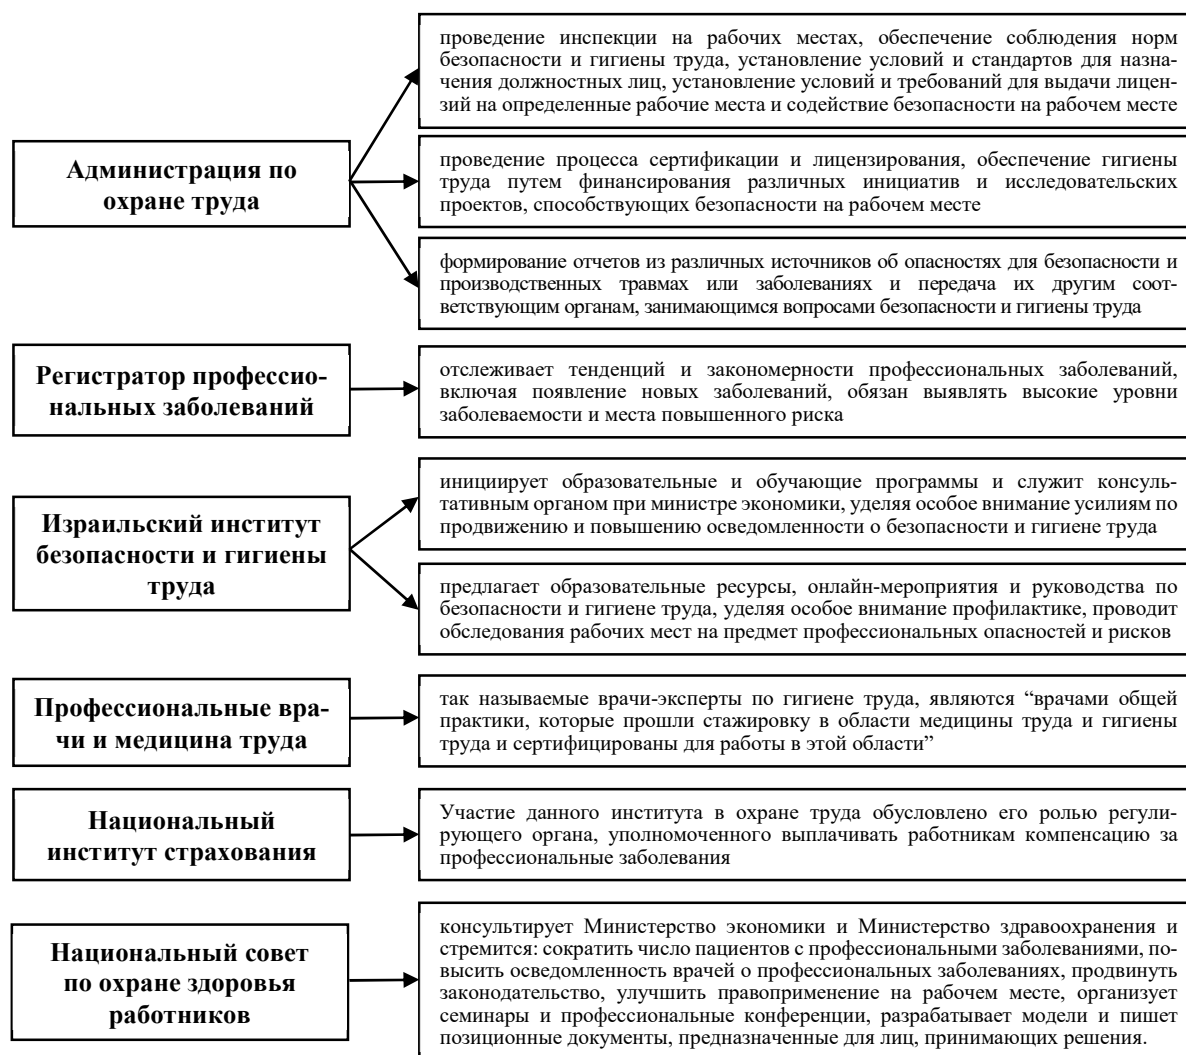 проведение инспекции на рабочих местах, обеспечение соблюдения норм
безопасности и гигиены труда, установление условий и стандартов для назна-
чения должностных лиц, установление условий и требований для выдачи лицен-
зий на определенные рабочие места и содействие безопасности на рабочем месте
Администрация по
охране труда
проведение процесса сертификации и лицензирования, обеспечение гигиены
труда путем финансирования различных инициатив и исследовательских
проектов, способствующих безопасности на рабочем месте
формирование отчетов из различных источников об опасностях для безопасности и
производственных травмах или заболеваниях и передача их другим соот-
ветствующим органам, занимающимся вопросами безопасности и гигиены труда
Регистратор профессио-
нальных заболеваний
отслеживает тенденций и закономерности профессиональных заболеваний,
включая появление новых заболеваний, обязан выявлять высокие уровни
заболеваемости и места повышенного риска
Израильский институт
безопасности и гигиены
труда
инициирует образовательные и обучающие программы и служит консуль-
тативным органом при министре экономики, уделяя особое внимание усилиям по
продвижению и повышению осведомленности о безопасности и гигиене труда
предлагает образовательные ресурсы, онлайн-мероприятия и руководства по
безопасности и гигиене труда, уделяя особое внимание профилактике, проводит
обследования рабочих мест на предмет профессиональных опасностей и рисков
Профессиональные вра-
чи и медицина труда
так называемые врачи-эксперты по гигиене труда, являются “врачами общей
практики, которые прошли стажировку в области медицины труда и гигиены
труда и сертифицированы для работы в этой области”
Национальный
институт страхования
Участие данного института в охране труда обусловлено его ролью регули-
рующего органа, уполномоченного выплачивать работникам компенсацию за
профессиональные заболевания
Национальный совет
по охране здоровья
работников
консультирует Министерство экономики и Министерство здравоохранения и
стремится: сократить число пациентов с профессиональными заболеваниями, по-
высить осведомленность врачей о профессиональных заболеваниях, продвинуть
законодательство, улучшить правоприменение на рабочем месте, организует
семинары и профессиональные конференции, разрабатывает модели и пишет
позиционные документы, предназначенные для лиц, принимающих решения.